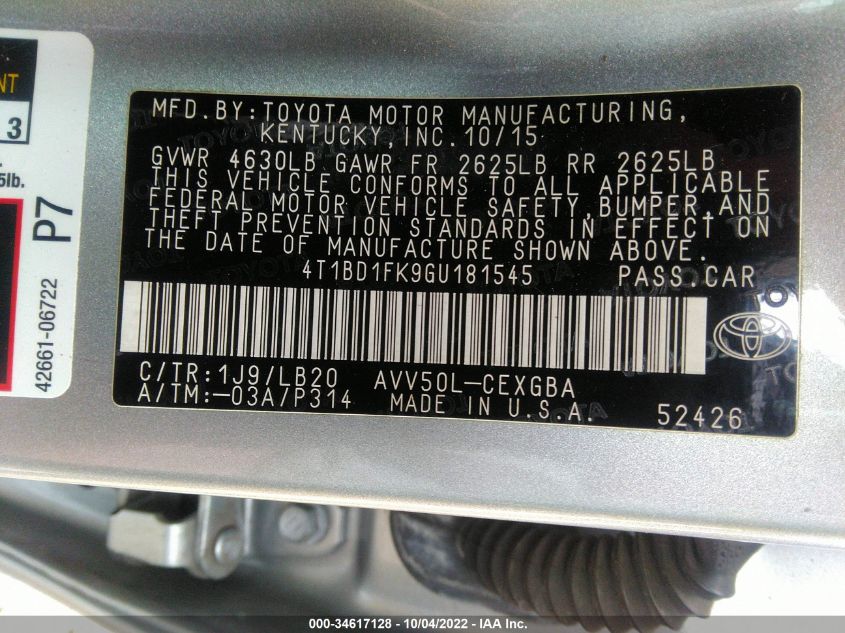 NT
3
.
5lb.
P7
42661-06722
MFD.BY:TOYOTA MOTOR MANUFACTURING,
KENTUCKY,INC.10/15
GVWR 4630LB GAWR FR 2625LB RR 2625LB
THIS VEHICLE CONFORMS TO ALL APPLICABLE
FEDERAL MOTOR VEHICLE SAFETY,BUMPER,AND
THEFT PREVENTION STANDARDS IN EFFECT ON
THE DATE OF MANUFACTURE SHOWN ABOVE.
4T1BD1FK9GU181545 PASS.CAR
C/TR:1J9/LB20 AVV50L-CEXGBA
A/TM:-03A/P314 MADE IN U.S.A. 52426
000-34617128 - 10/04/2022 - IAA Inc.